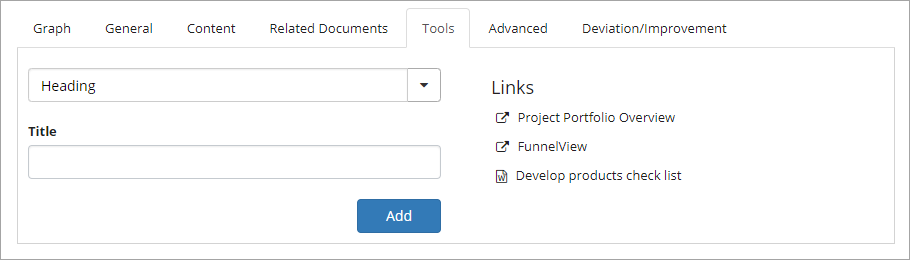 Graph General Content Related Documents Tools Advanced Deviation/Improvement
Heading
Title
Add
Links
Project Portfolio Overview
FunnelView
Develop products check list